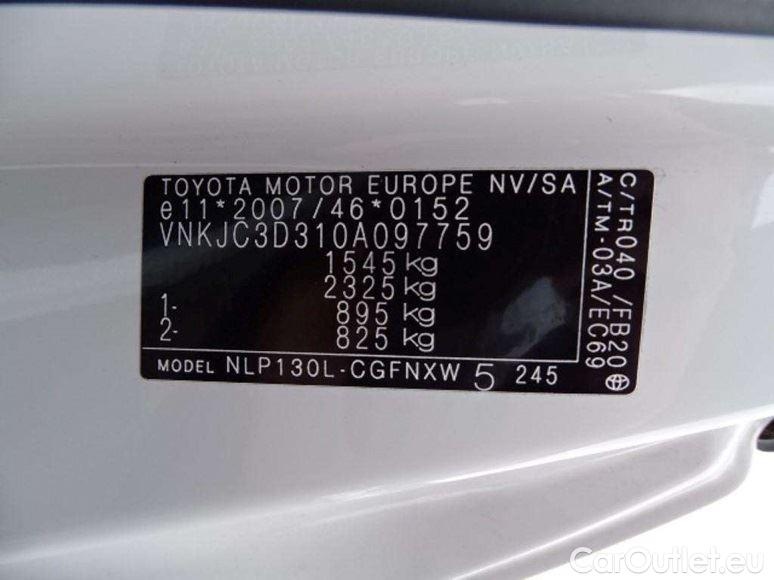 TOYOTA MOTOR EUROPE NV/SA
e11*2007/46*0152
VNKJC3D310A097759
1545 kg
2325 kg
1- 895 kg
2- 825 kg
MODEL NLP130L-CGFNXW 5 245
C/TR040 /FB20
A/TM-03A/EC69
CarOutlet.eu